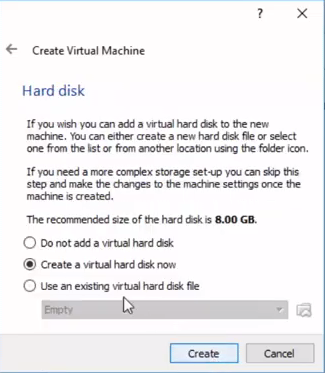 ?
Create Virtual Machine
Hard disk
If you wish you can add a virtual hard disk to the new
machine. You can either create a new hard disk file or select
one from the list or from another location using the folder icon.
If you need a more complex storage set-up you can skip this
step and make the changes to the machine settings once the
machine is created.
The recommended size of the hard disk is 8.00 GB.
Do not add a virtual hard disk
Create a virtual hard disk now
Use an existing virtual hard disk file
Empty
Create
Cancel